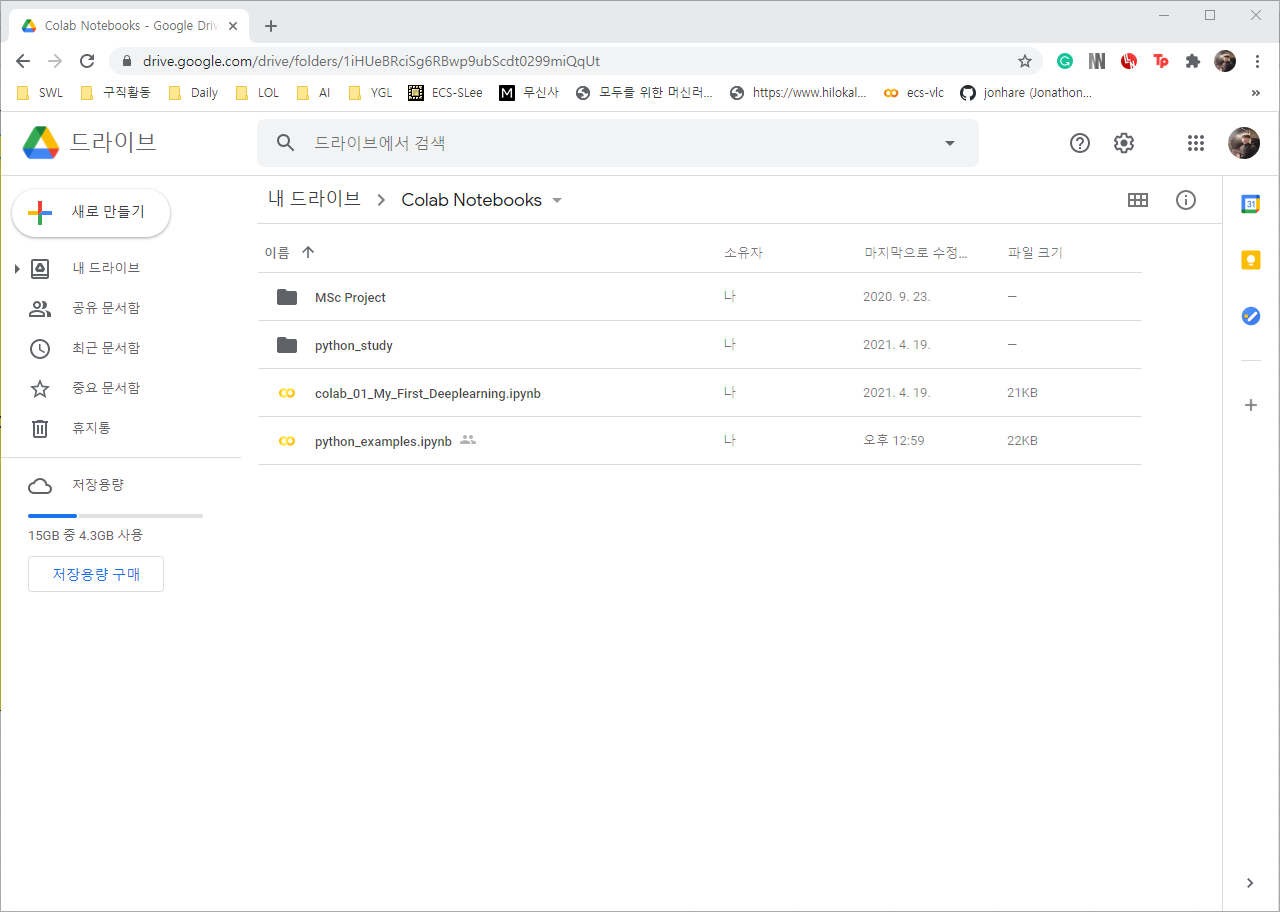 Colab Notebooks - Google Driv
drive.google.com/drive/folders/1iHUeBRciSg6RBwp9ubScdt0299miQqUt
SWL 구직활동 Daily LOL AI YGL ECS-SLee M 무신사 모두를 위한 머신러... https://www.hilokal... ecs-vlc jonhare (Jonathon... »
드라이브 드라이브에서 검색
새로 만들기 내 드라이브 Colab Notebooks
31
이름 소유자 마지막으로 수정... 파일 크기
내 드라이브
공유 문서함
최근 문서함
중요 문서함
휴지통
MSc Project 나 2020. 9. 23. —
python_study 나 2021. 4. 19. —
colab_01_My_First_Deeplearning.ipynb 나 2021. 4. 19. 21KB
python_examples.ipynb 나 오후 12:59 22KB
저장용량
15GB 중 4.3GB 사용
저장용량 구매